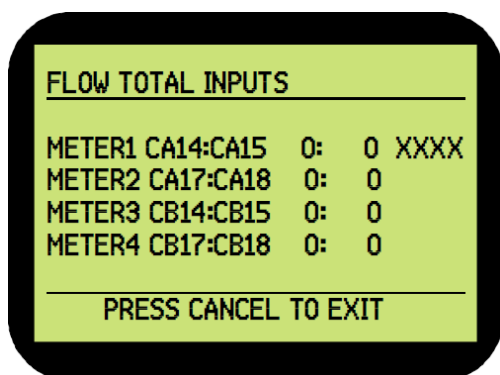 FLOW TOTAL INPUTS
METER1 CA14:CA15 0: 0 XXXX
METER2 CA17:CA18 0: 0
METER3 CB14:CB15 0: 0
METER4 CB17:CB18 0: 0
PRESS CANCEL TO EXIT